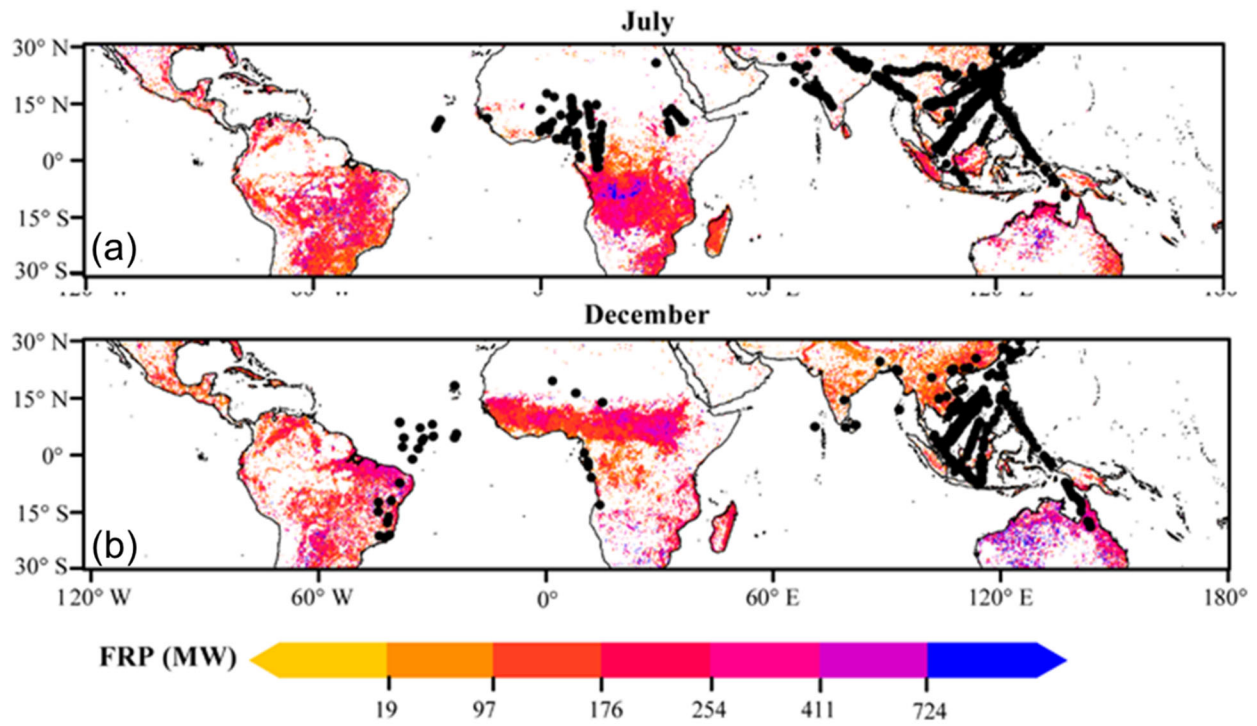 July
30° N
15° N
0°
15° S
30° S
(a)
December
30° N
15° N
0°
15° S
30° S
(b)
120° W 60° W 0° 60° E 120° E 180°
FRP (MW)
19 97 176 254 411 724